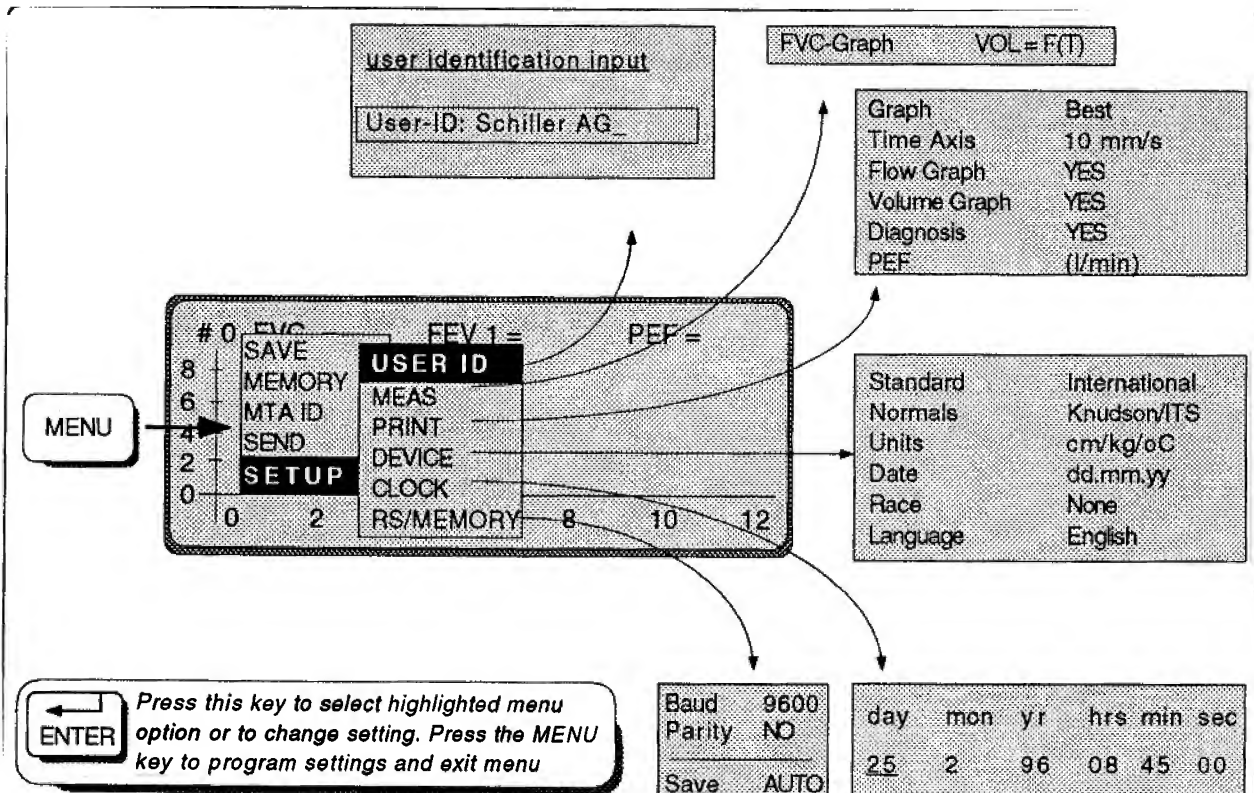 user identification input
User-ID: Schiller AG_
FVC-Graph VOL=F(T)
Graph Best
Time Axis 10 mm/s
Flow Graph YES
Volume Graph YES
Diagnosis YES
PEF (l/min)
# 0 FVC FEV 1 = PEF =
8
6
4
2
0
0 2 8 10 12
MENU
SAVE
MEMORY
MTA ID
SEND
SETUP
USER ID
MEAS
PRINT
DEVICE
CLOCK
RS/MEMORY
Standard International
Normals Knudson/ITS
Units cm/kg/oC
Date dd.mm.yy
Race None
Language English
ENTER
Press this key to select highlighted menu
option or to change setting. Press the MENU
key to program settings and exit menu
Baud 9600
Parity NO
Save AUTO
day mon yr hrs min sec
25 2 96 08 45 00